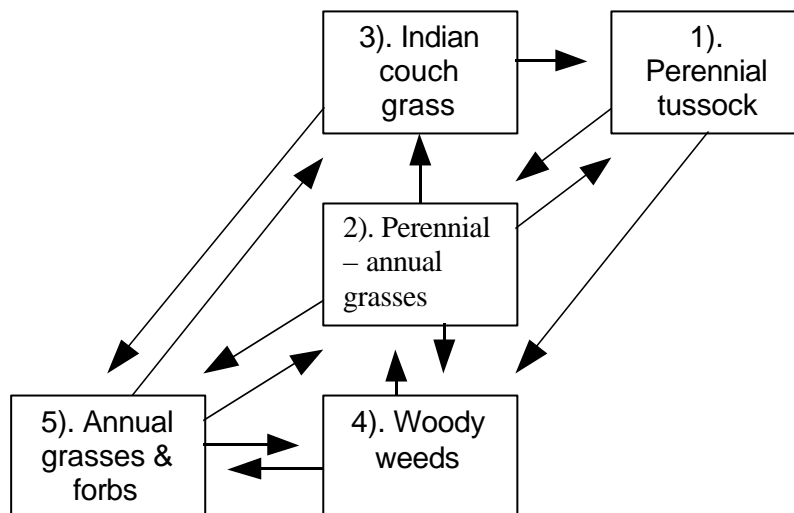 3). Indian
couch
grass
1).
Perennial
tussock
2). Perennial
– annual
grasses
5). Annual
grasses &
forbs
4). Woody
weeds